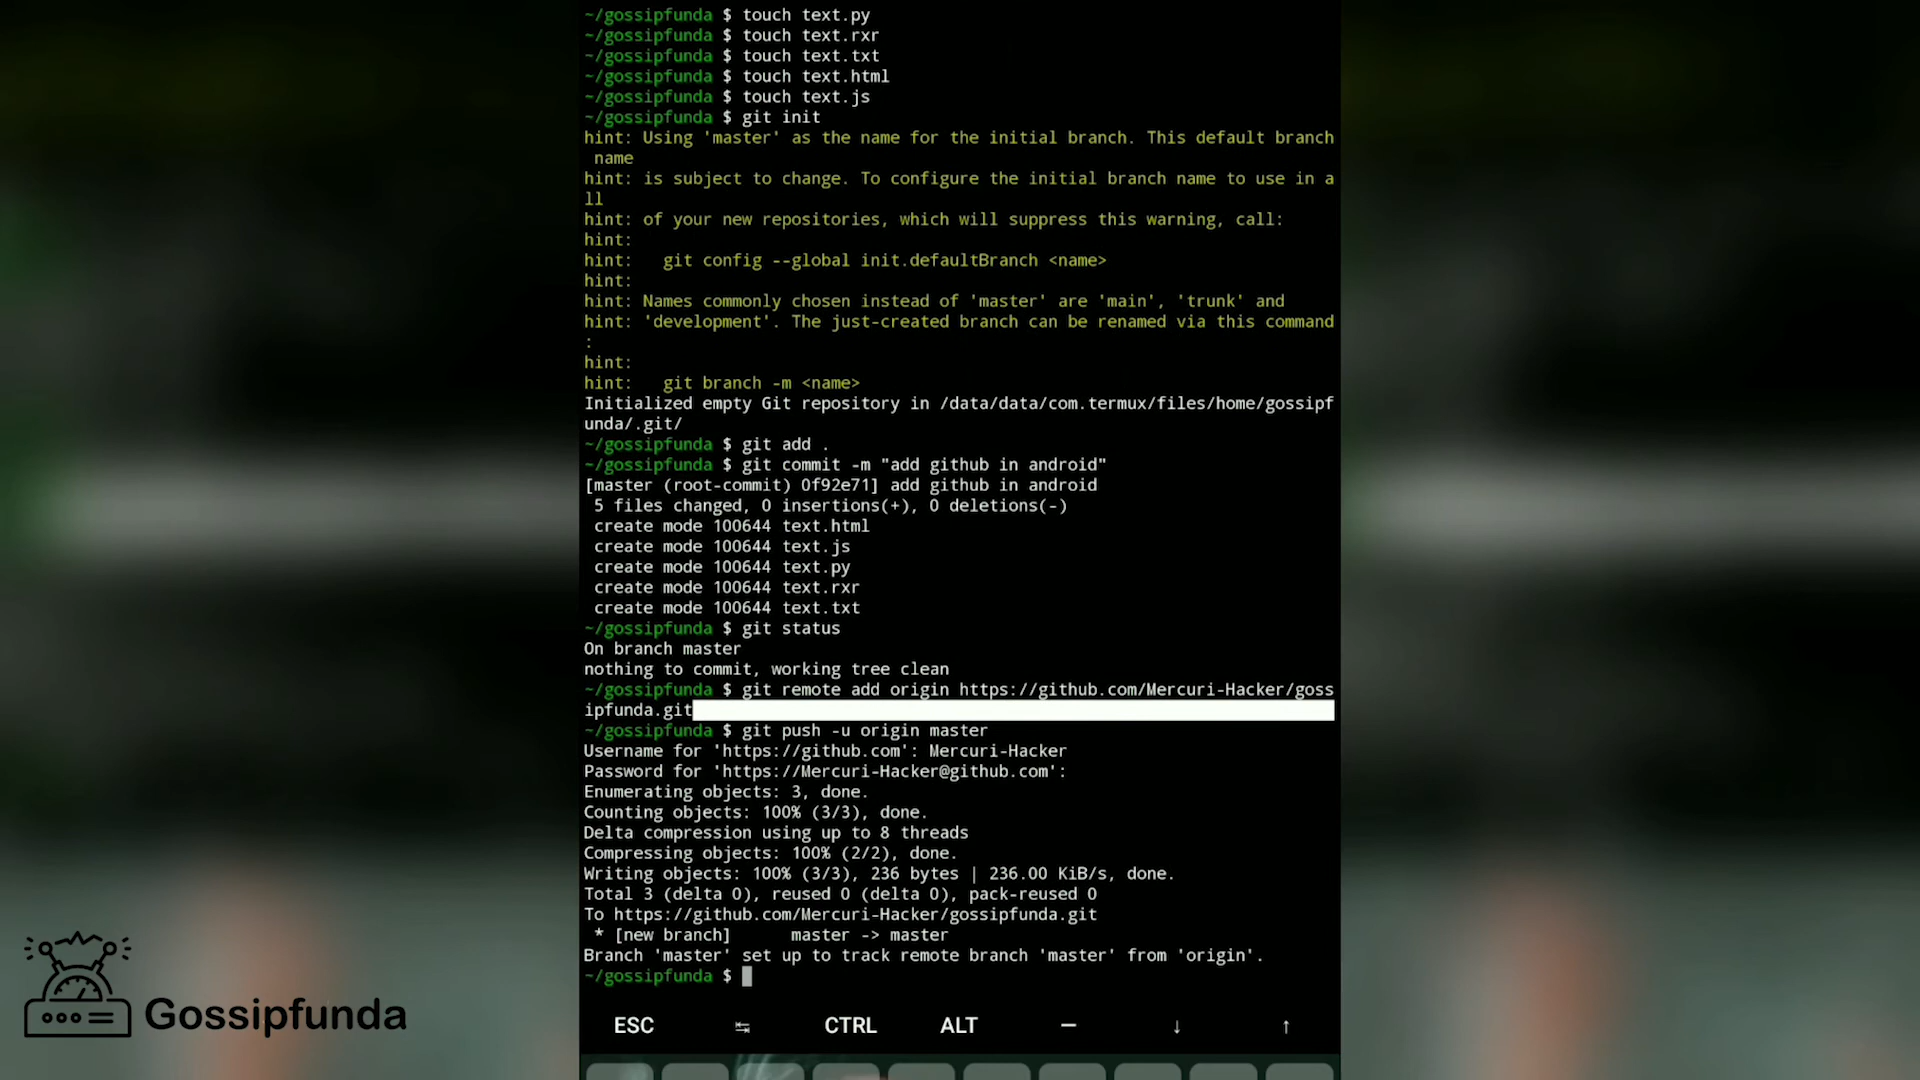 ~/gossipfunda $ touch text.py
~/gossipfunda $ touch text.rxr
~/gossipfunda $ touch text.txt
~/gossipfunda $ touch text.html
~/gossipfunda $ touch text.js
~/gossipfunda $ git init
hint: Using 'master' as the name for the initial branch. This default branch
 name
hint: is subject to change. To configure the initial branch name to use in a
ll
hint: of your new repositories, which will suppress this warning, call:
hint:
hint:   git config --global init.defaultBranch <name>
hint:
hint: Names commonly chosen instead of 'master' are 'main', 'trunk' and
hint: 'development'. The just-created branch can be renamed via this command
:
hint:
hint:   git branch -m <name>
Initialized empty Git repository in /data/data/com.termux/files/home/gossipf
unda/.git/
~/gossipfunda $ git add .
~/gossipfunda $ git commit -m "add github in android"
[master (root-commit) 0f92e71] add github in android
 5 files changed, 0 insertions(+), 0 deletions(-)
 create mode 100644 text.html
 create mode 100644 text.js
 create mode 100644 text.py
 create mode 100644 text.rxr
 create mode 100644 text.txt
~/gossipfunda $ git status
On branch master
nothing to commit, working tree clean
~/gossipfunda $ git remote add origin https://github.com/Mercuri-Hacker/goss
ipfunda.git
~/gossipfunda $ git push -u origin master
Username for 'https://github.com': Mercuri-Hacker
Password for 'https://Mercuri-Hacker@github.com':
Enumerating objects: 3, done.
Counting objects: 100% (3/3), done.
Delta compression using up to 8 threads
Compressing objects: 100% (2/2), done.
Writing objects: 100% (3/3), 236 bytes | 236.00 KiB/s, done.
Total 3 (delta 0), reused 0 (delta 0), pack-reused 0
To https://github.com/Mercuri-Hacker/gossipfunda.git
 * [new branch]      master -> master
Branch 'master' set up to track remote branch 'master' from 'origin'.
~/gossipfunda $
ESC ↹ CTRL ALT — ↓ ↑
Gossipfunda